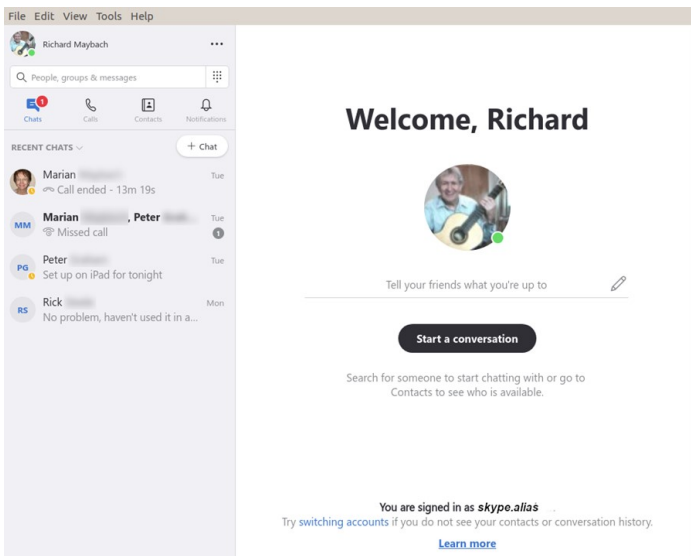 File Edit View Tools Help
Richard Maybach
People, groups & messages
1
Chats Calls Contacts Notifications
RECENT CHATS
+ Chat
Marian
Tue
Call ended - 13m 19s
MM
Marian , Peter ...
Tue
Missed call
1
PG
Peter
Tue
Set up on iPad for tonight
RS
Rick
Mon
No problem, haven't used it in a...
Welcome, Richard
Tell your friends what you're up to
Start a conversation
Search for someone to start chatting with or go to
Contacts to see who is available.
You are signed in as skype.alias
Try switching accounts if you do not see your contacts or conversation history.
Learn more